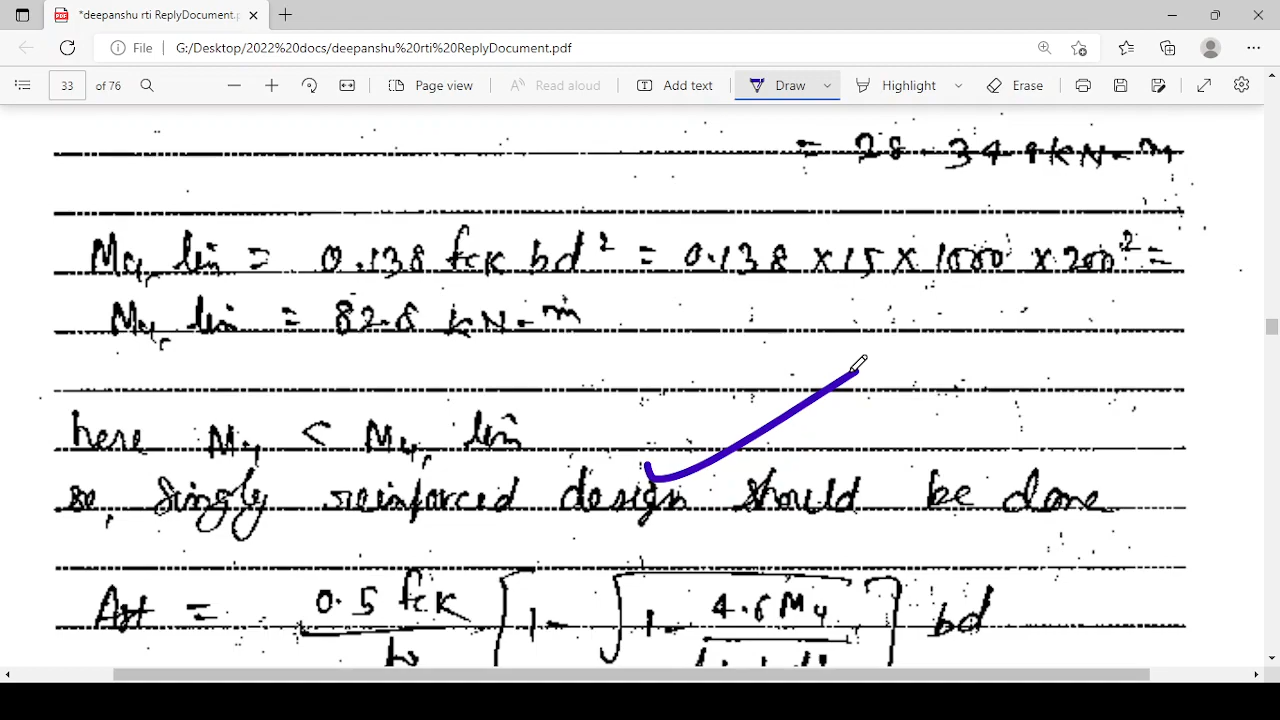 *deepanshu rti ReplyDocument.p
File G:/Desktop/2022%20docs/deepanshu%20rti%20ReplyDocument.pdf
33 of 76 Page view Read aloud Add text Draw Highlight Erase
= 28.34 kN-m
Mu, lim = 0.138 fck bd² = 0.138 x 15 x 1000 x 200² =
Mu, lim = 82.8 kN-m
here Mu < Mu, lim
so, singly reinforced design should be done
Ast = 0.5 fck [1 - √1 - 4.6 Mu] bd